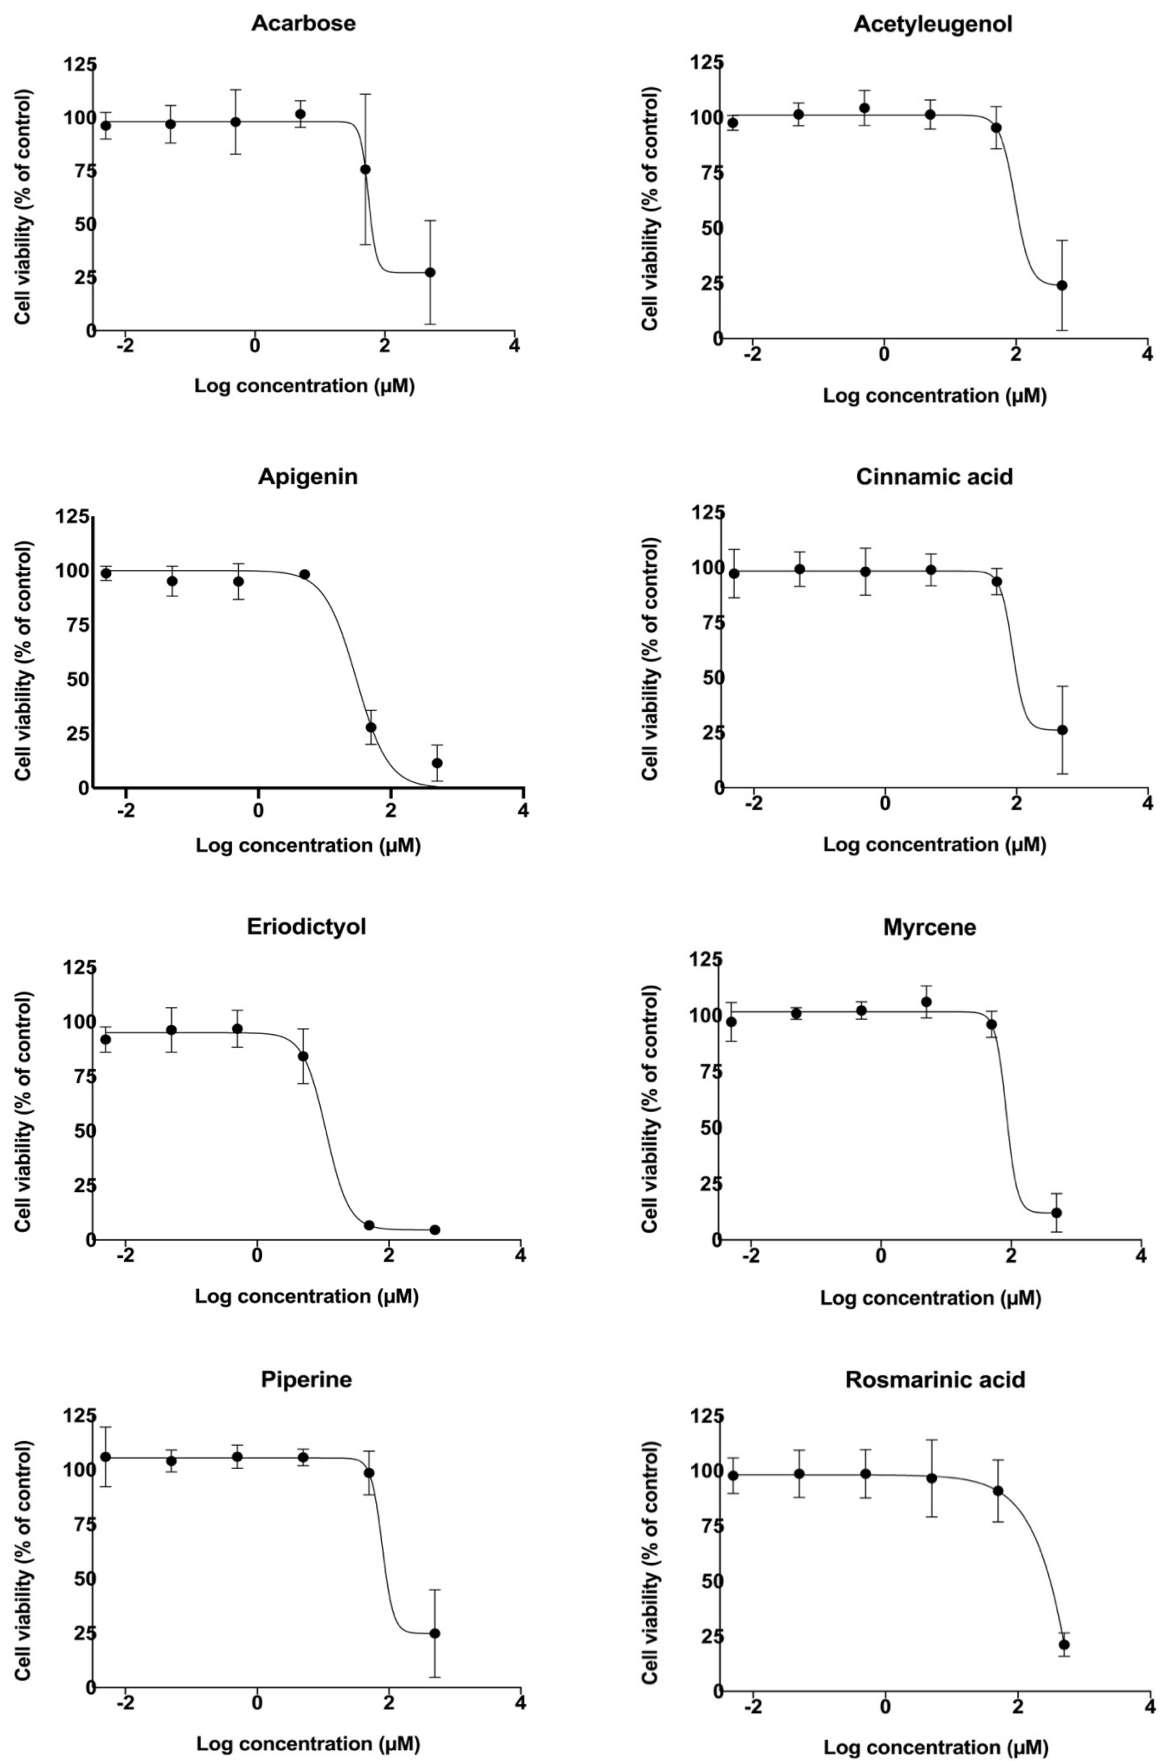 Acarbose
Cell viability (% of control)
125
100
75
50
25
0
-2 0 2 4
Log concentration (µM)
Acetyleugenol
Cell viability (% of control)
125
100
75
50
25
0
-2 0 2 4
Log concentration (µM)
Apigenin
Cell viability (% of control)
125
100
75
50
25
0
-2 0 2 4
Log concentration (µM)
Cinnamic acid
Cell viability (% of control)
125
100
75
50
25
0
-2 0 2 4
Log concentration (µM)
Eriodictyol
Cell viability (% of control)
125
100
75
50
25
0
-2 0 2 4
Log concentration (µM)
Myrcene
Cell viability (% of control)
125
100
75
50
25
0
-2 0 2 4
Log concentration (µM)
Piperine
Cell viability (% of control)
125
100
75
50
25
0
-2 0 2 4
Log concentration (µM)
Rosmarinic acid
Cell viability (% of control)
125
100
75
50
25
0
-2 0 2 4
Log concentration (µM)